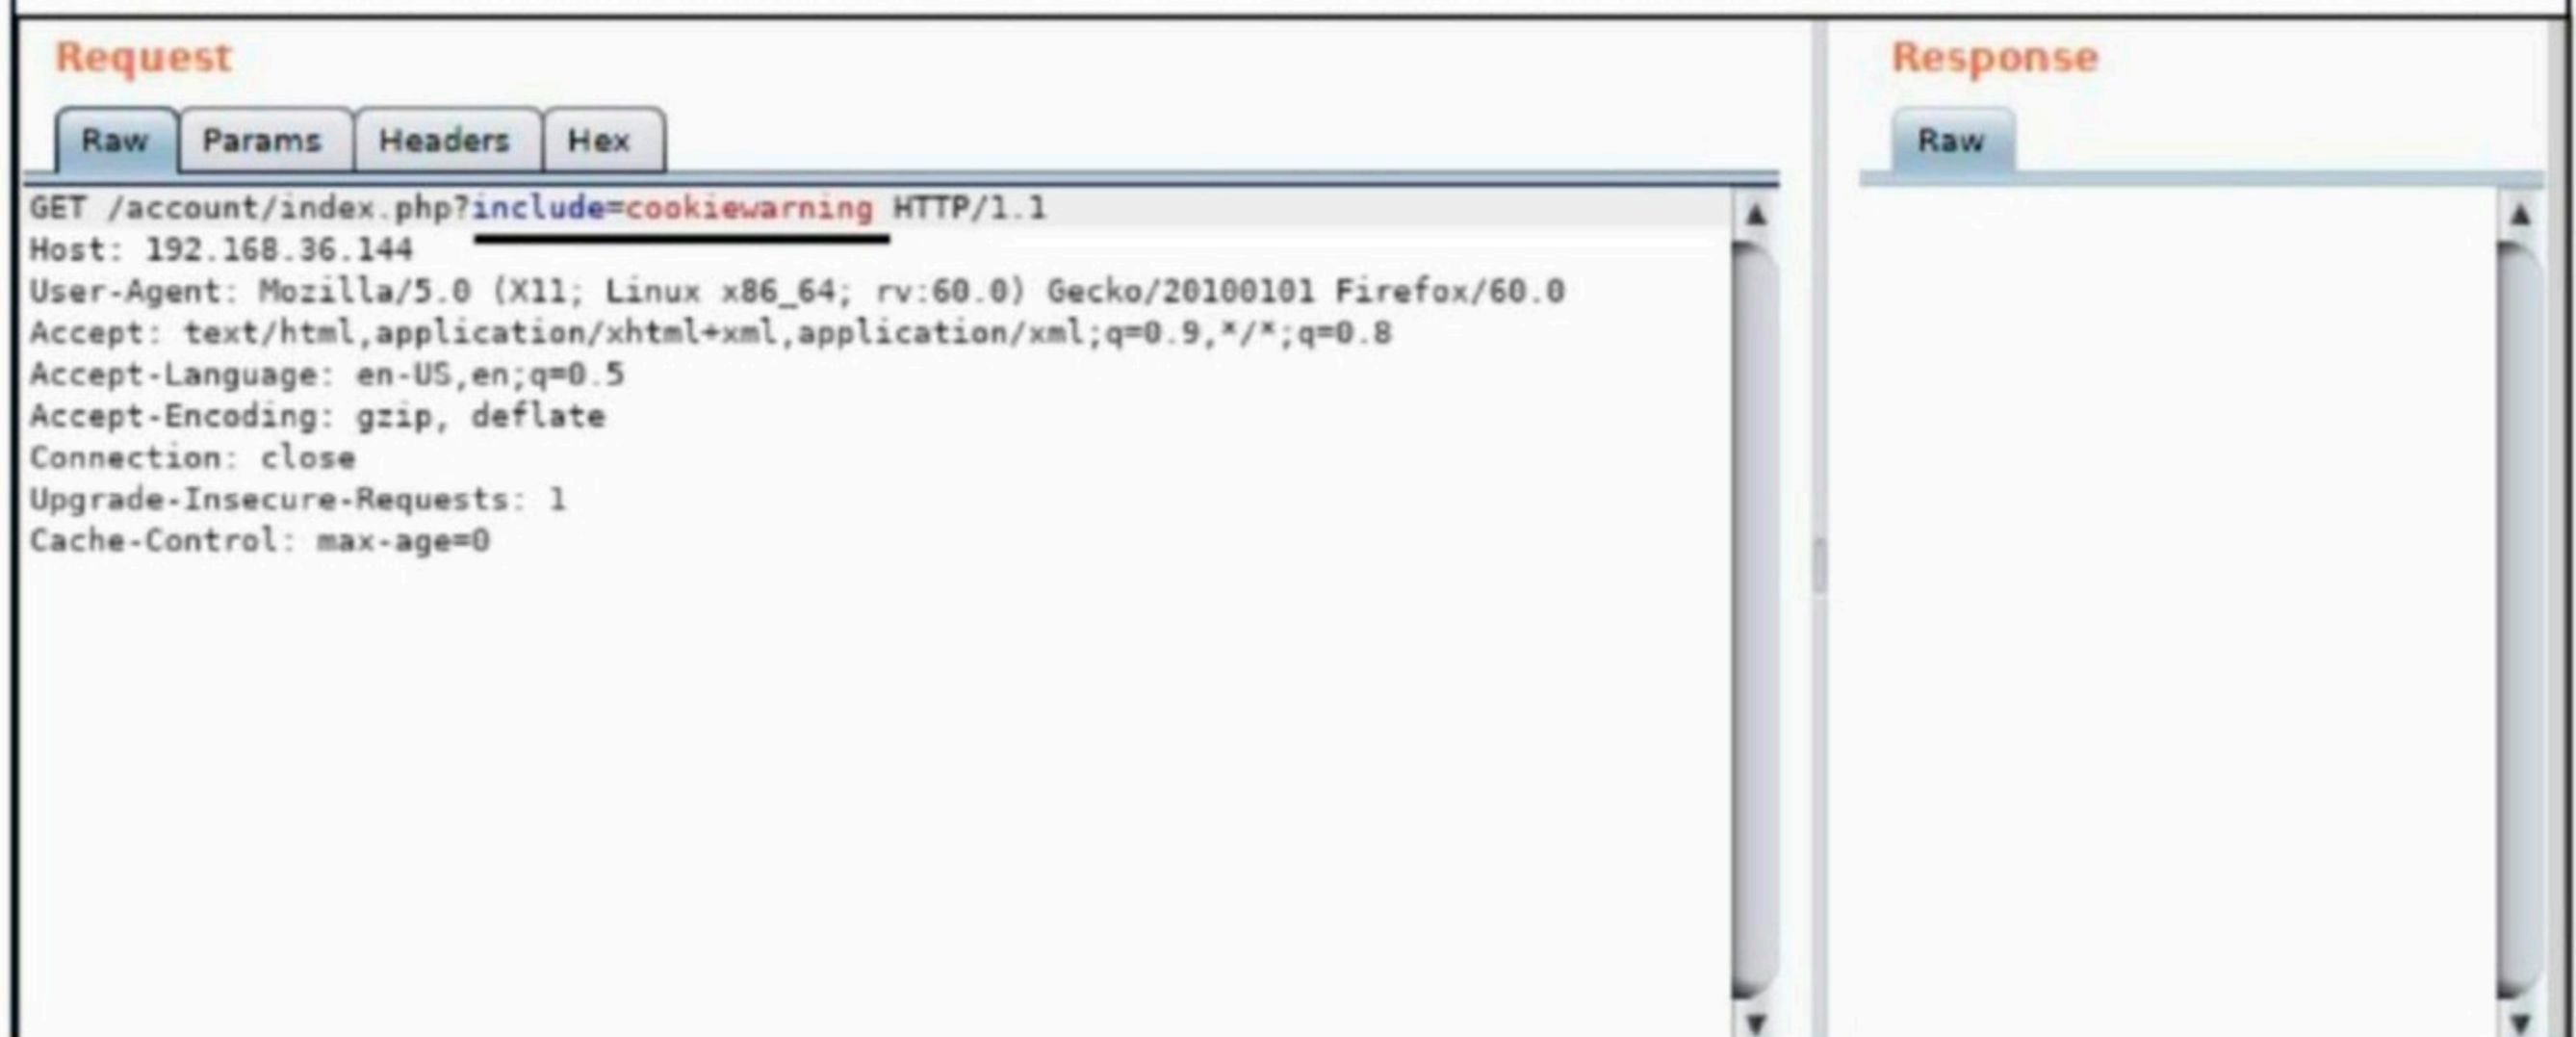 Request
Raw Params Headers Hex
GET /account/index.php?include=cookiewarning HTTP/1.1
Host: 192.168.36.144
User-Agent: Mozilla/5.0 (X11; Linux x86_64; rv:60.0) Gecko/20100101 Firefox/60.0
Accept: text/html,application/xhtml+xml,application/xml;q=0.9,*/*;q=0.8
Accept-Language: en-US,en;q=0.5
Accept-Encoding: gzip, deflate
Connection: close
Upgrade-Insecure-Requests: 1
Cache-Control: max-age=0
Response
Raw